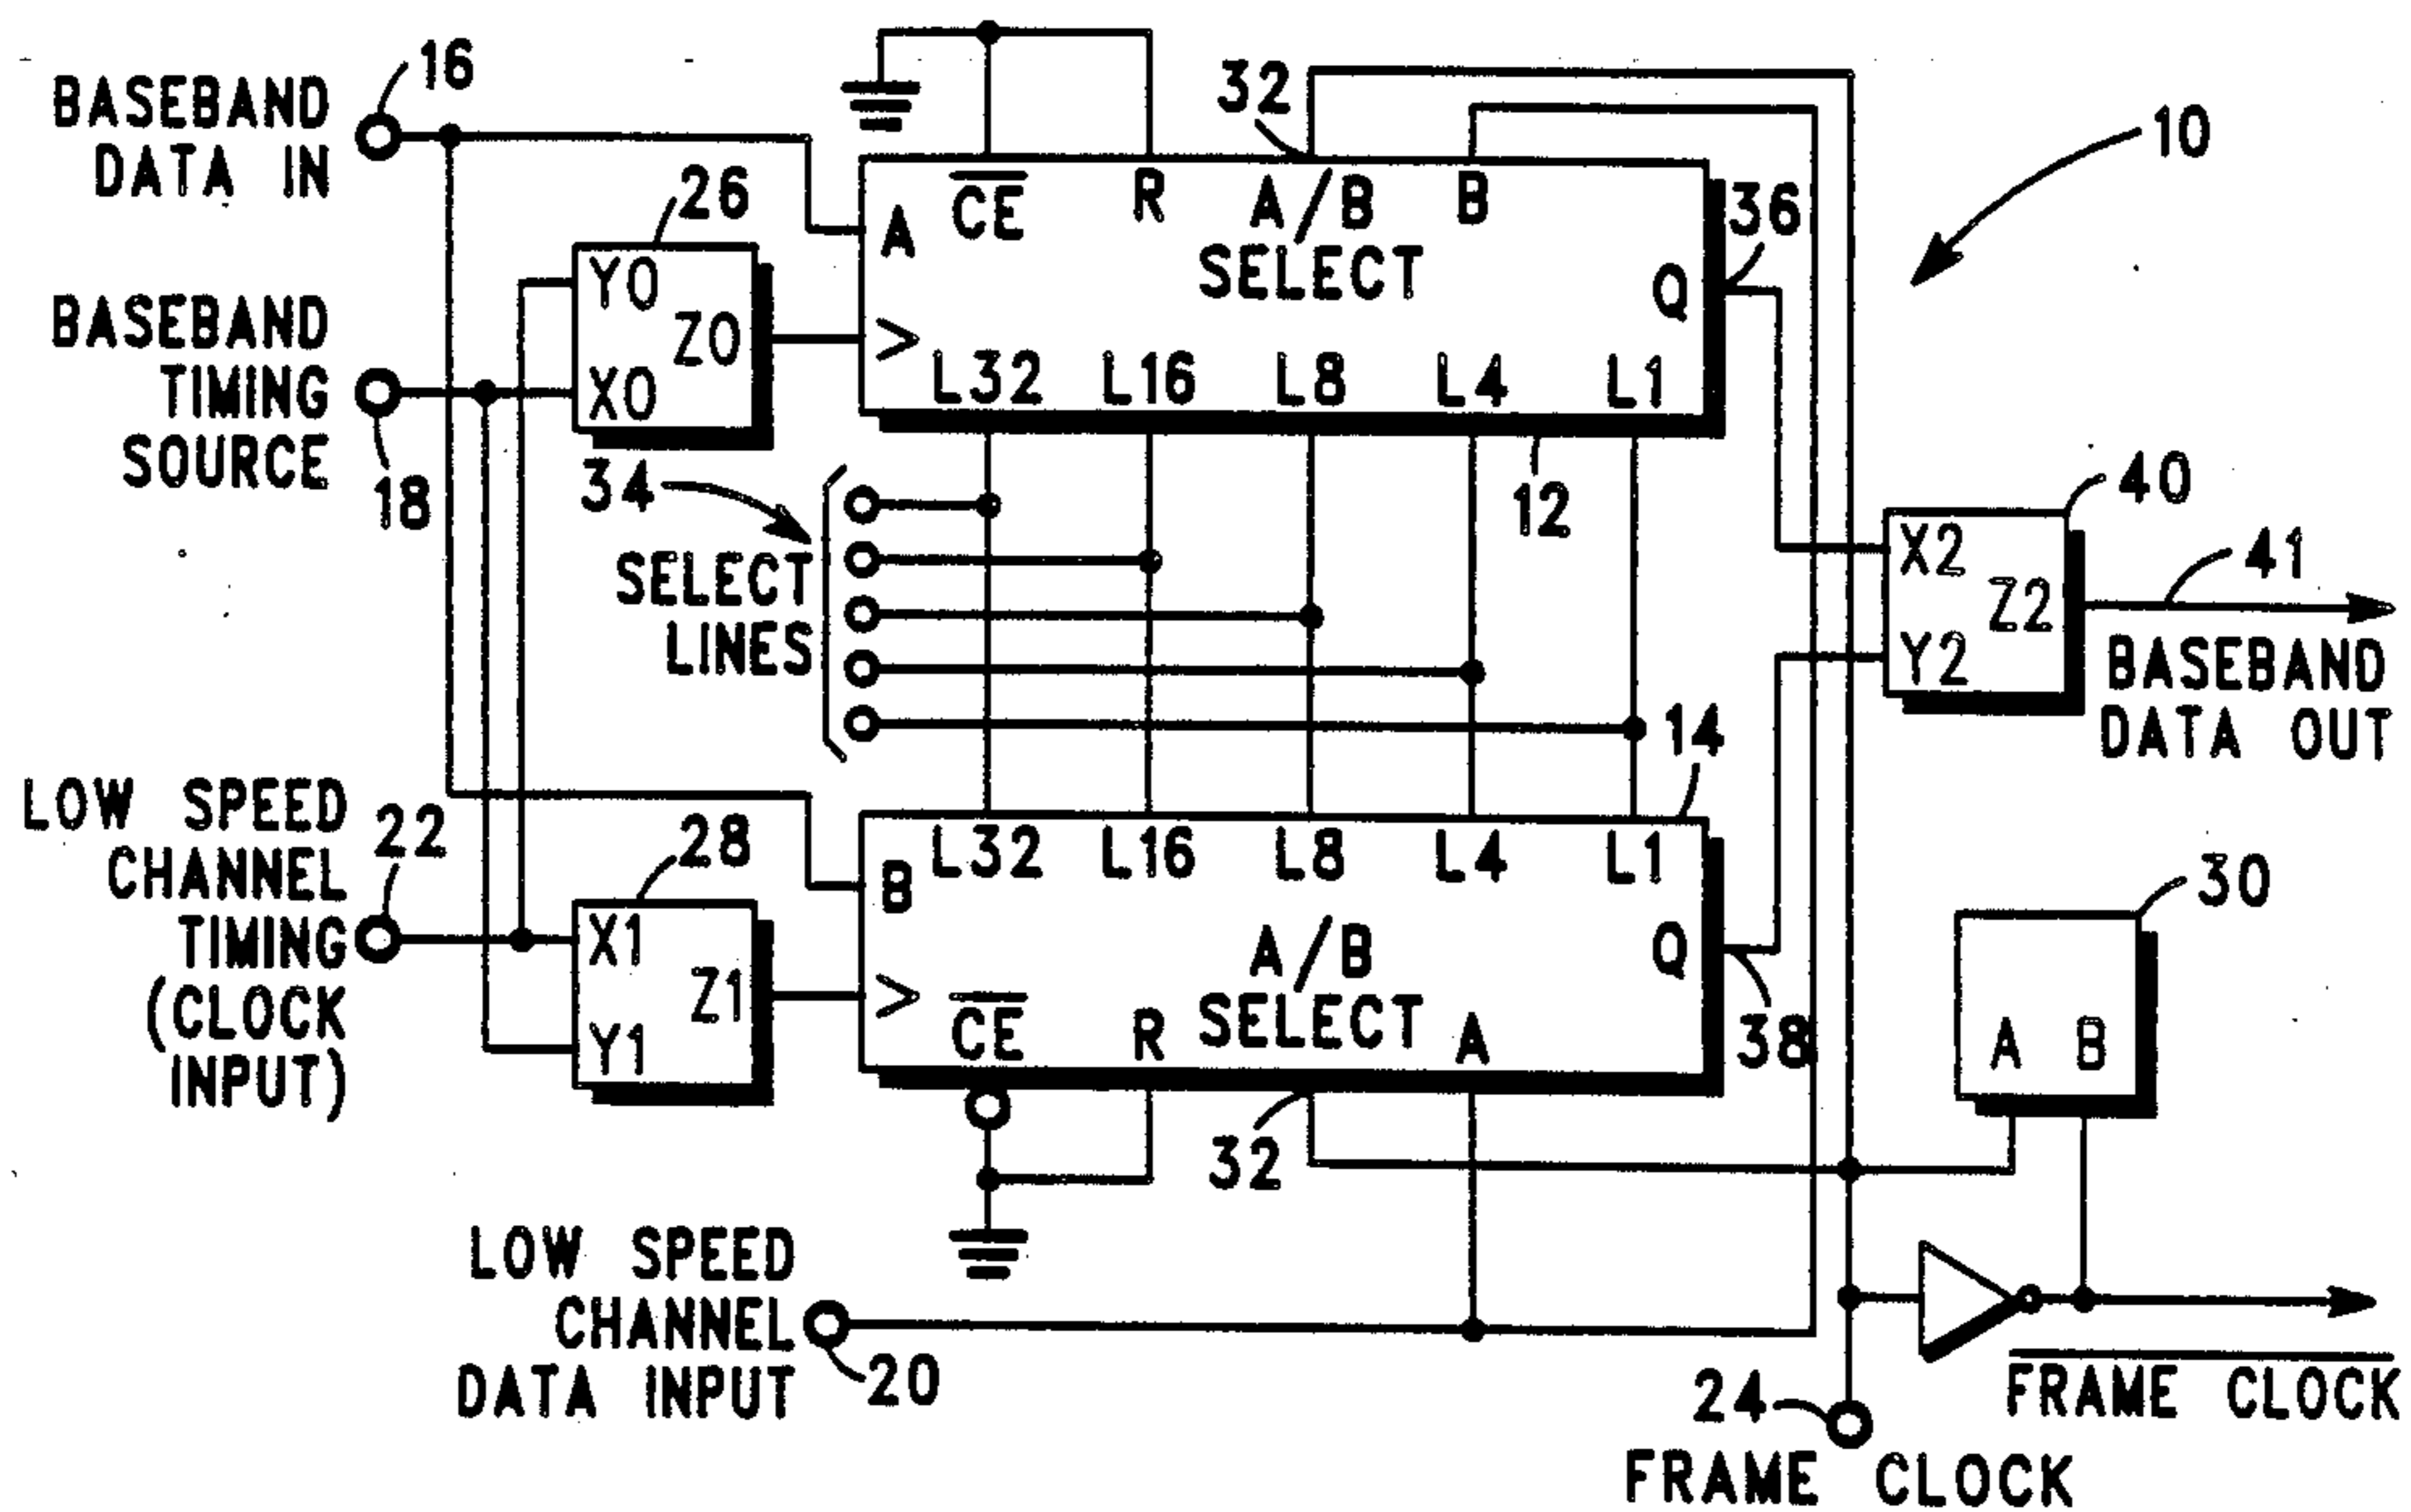 16
BASEBAND
DATA IN
26
BASEBAND
TIMING
SOURCE
18
Y0
Z0
X0
32
10
CE R A/B B
A
SELECT
36
Q
>
L32 L16 L8 L4 L1
12
34
SELECT
LINES
40
X2
Z2
Y2
41
BASEBAND
DATA OUT
14
LOW SPEED
CHANNEL
TIMING
(CLOCK
INPUT)
22
28
X1
Z1
Y1
L32 L16 L8 L4 L1
B
A/B
SELECT
Q
>
CE R A
38
32
30
A B
LOW SPEED
CHANNEL
DATA INPUT
20
24
FRAME CLOCK
FRAME CLOCK